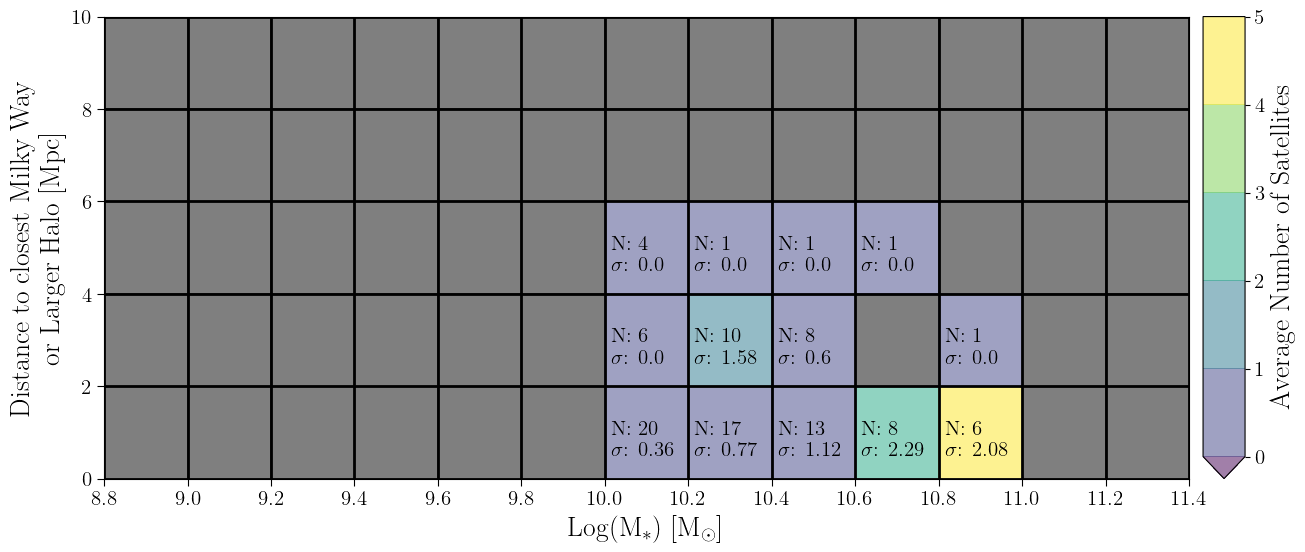 10
8
6
4
2
0
Distance to closest Milky Way
or Larger Halo [Mpc]
N: 4
σ: 0.0
N: 1
σ: 0.0
N: 1
σ: 0.0
N: 1
σ: 0.0
N: 6
σ: 0.0
N: 10
σ: 1.58
N: 8
σ: 0.6
N: 1
σ: 0.0
N: 20
σ: 0.36
N: 17
σ: 0.77
N: 13
σ: 1.12
N: 8
σ: 2.29
N: 6
σ: 2.08
8.8 9.0 9.2 9.4 9.6 9.8 10.0 10.2 10.4 10.6 10.8 11.0 11.2 11.4
Log(M∗) [M⊙]
5
4
3
2
1
0
Average Number of Satellites